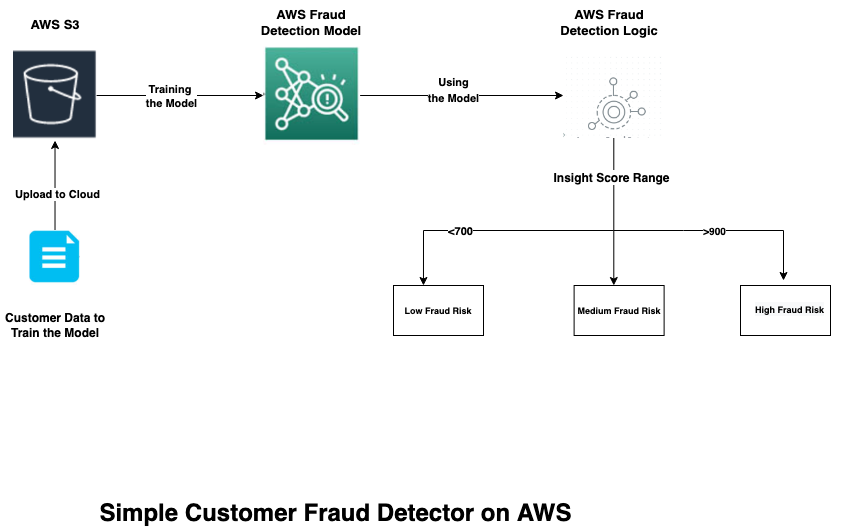 AWS S3
AWS Fraud
Detection Model
AWS Fraud
Detection Logic
Training
the Model
Using
the Model
Insight Score Range
Upload to Cloud
<700
>900
Low Fraud Risk
Medium Fraud Risk
High Fraud Risk
Customer Data to
Train the Model
Simple Customer Fraud Detector on AWS